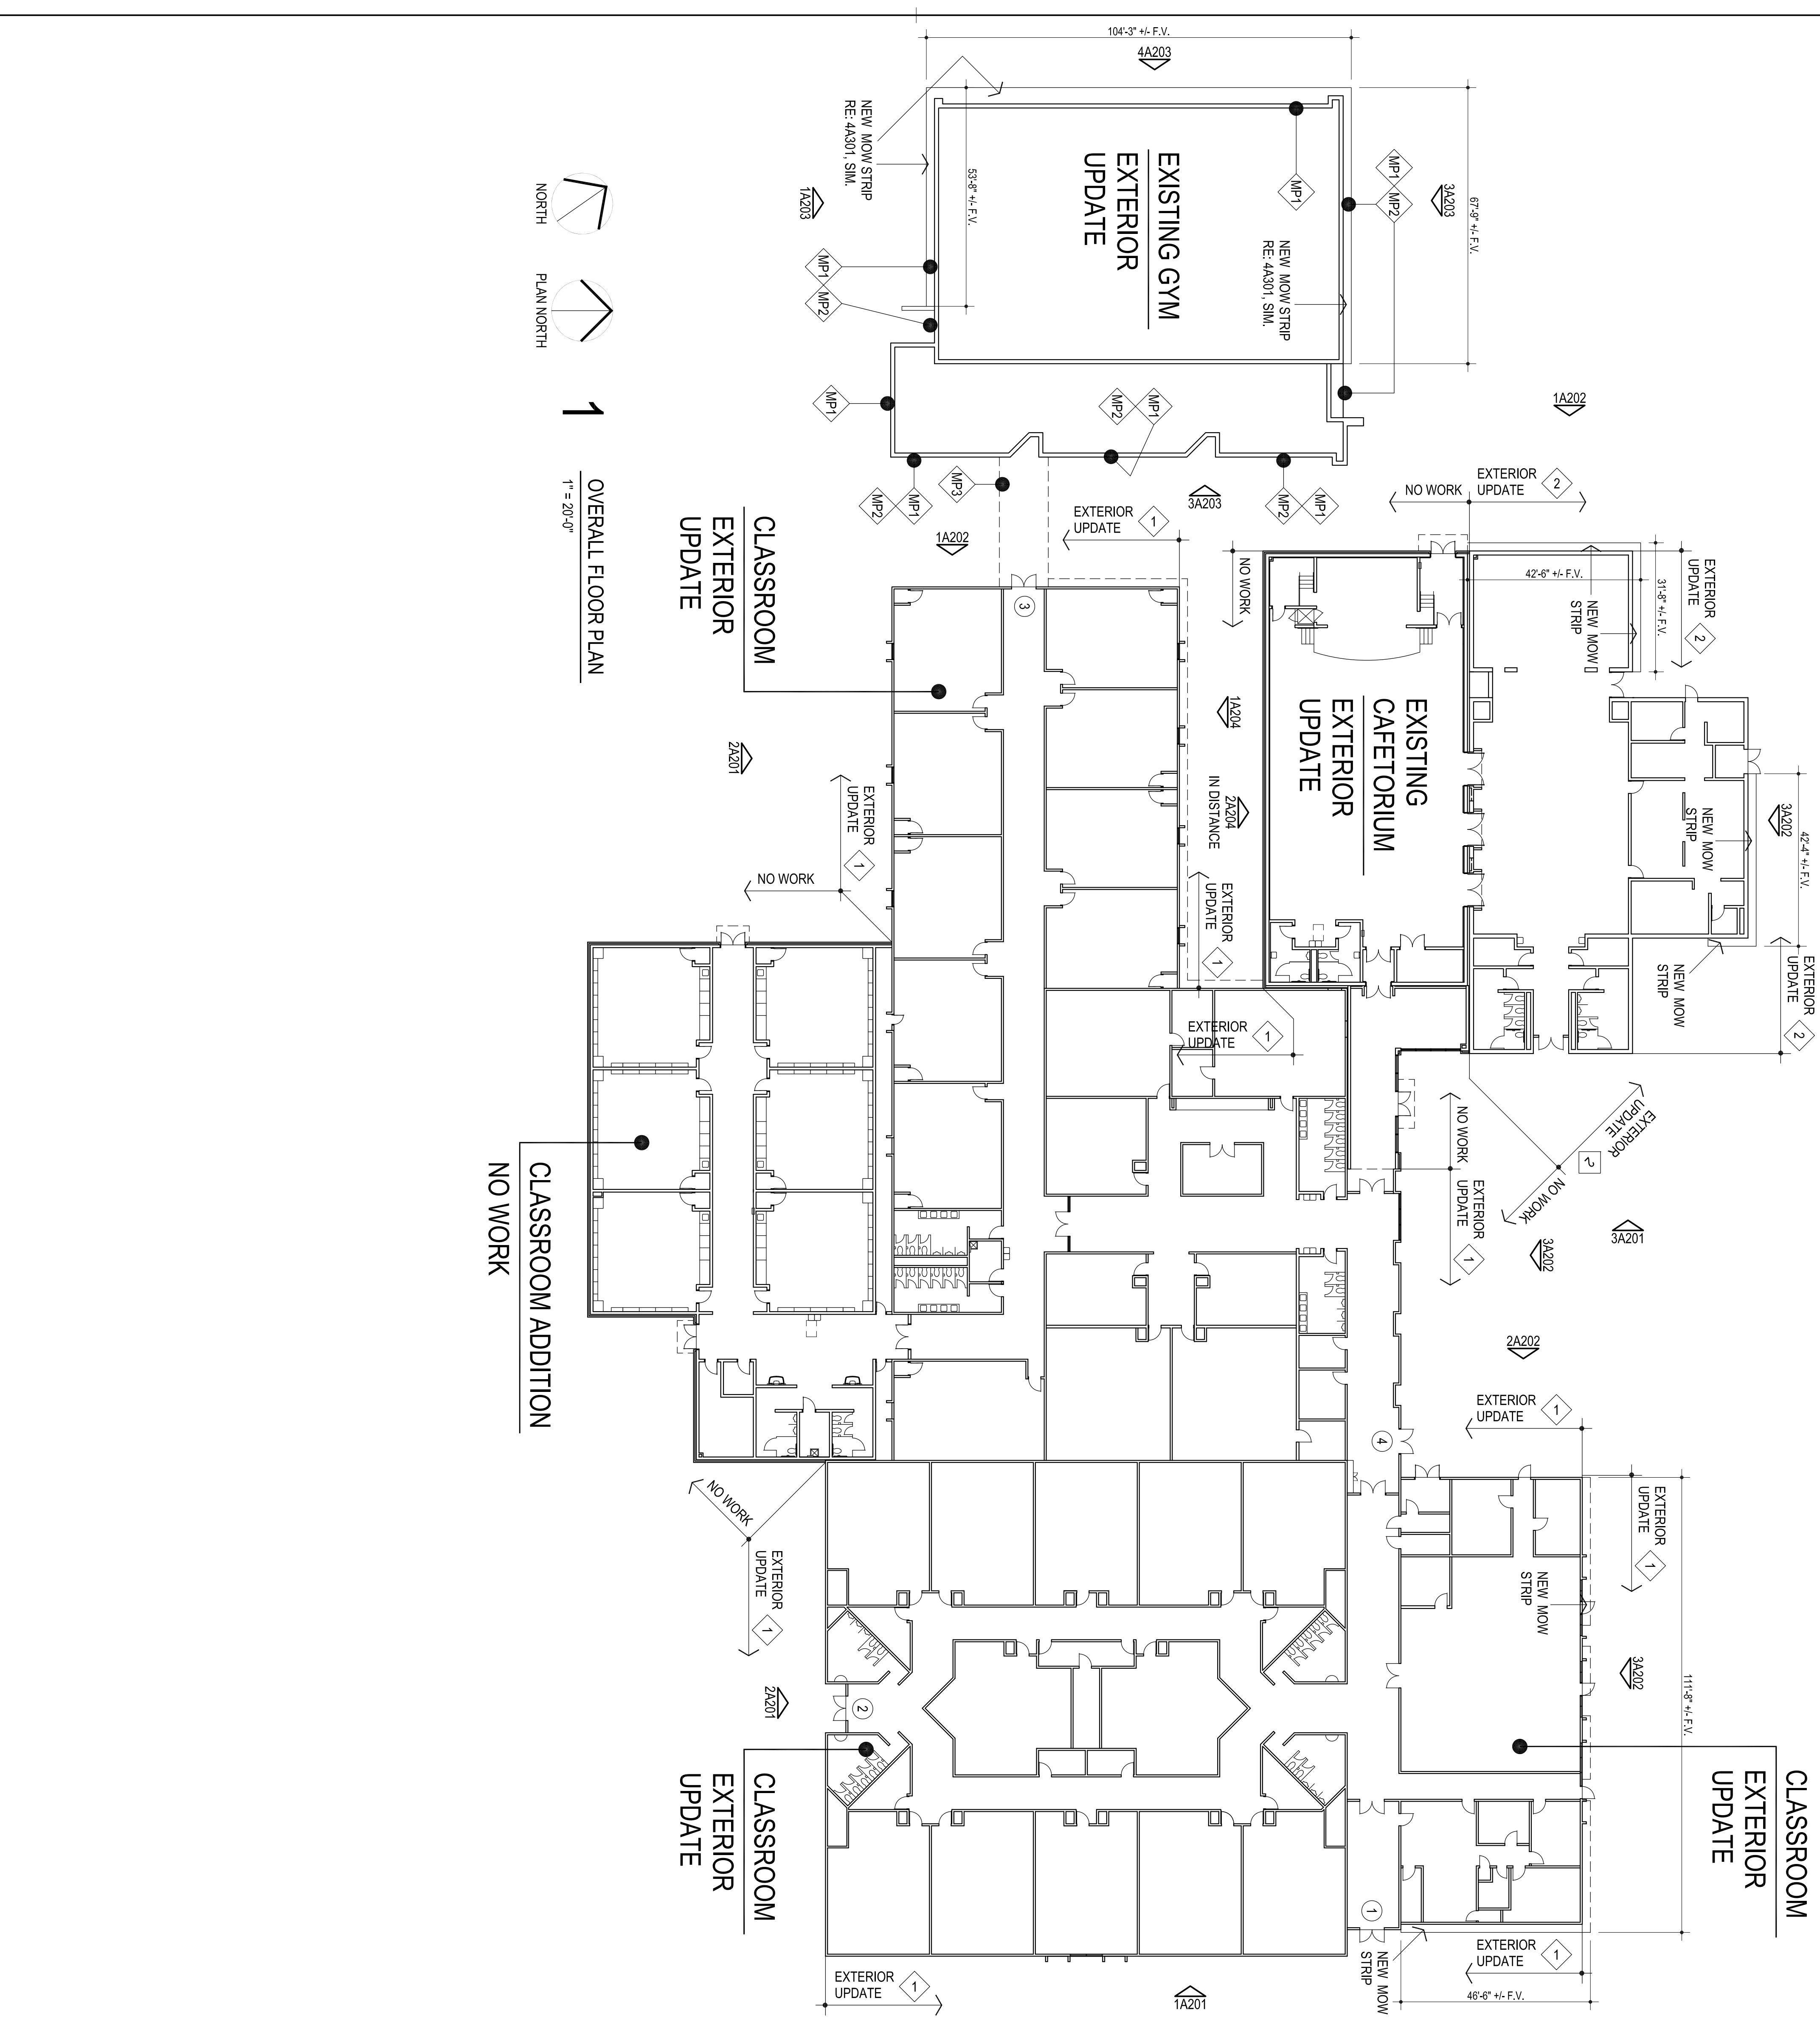 104'-3" +/- F.V.
4A203
NEW MOW STRIP
RE: 4A301, SIM.
53'-8" +/- F.V.
1A203
EXISTING GYM
EXTERIOR
UPDATE
MP1
NEW MOW STRIP
RE: 4A301, SIM.
MP1
MP2
3A203
67'-9" +/- F.V.
MP1
MP2
MP1
MP1
MP2
MP1
MP2
MP3
MP1
MP2
3A203
NORTH
PLAN NORTH
1
OVERALL FLOOR PLAN
1" = 20'-0"
1A202
1A202
EXTERIOR
UPDATE
1
NO WORK
EXTERIOR
UPDATE
2
NO WORK
42'-6" +/- F.V.
31'-8" +/- F.V.
EXTERIOR
UPDATE
2
NEW MOW
STRIP
CLASSROOM
EXTERIOR
UPDATE
3
1A204
2A204
IN DISTANCE
EXISTING
CAFETORIUM
EXTERIOR
UPDATE
2A201
EXTERIOR
UPDATE
1
NO WORK
EXTERIOR
UPDATE
1
NEW MOW
STRIP
3A202
42'-4" +/- F.V.
NEW MOW
STRIP
EXTERIOR
UPDATE
2
EXTERIOR
UPDATE
1
NO WORK
EXTERIOR
UPDATE
1
EXTERIOR
UPDATE
2
NO WORK
3A201
3A202
CLASSROOM ADDITION
NO WORK
2A202
EXTERIOR
UPDATE
1
4
EXTERIOR
UPDATE
1
NO WORK
EXTERIOR
UPDATE
1
NEW MOW
STRIP
3A202
111'-8" +/- F.V.
2A201
2
CLASSROOM
EXTERIOR
UPDATE
CLASSROOM
EXTERIOR
UPDATE
1
NEW MOW
STRIP
EXTERIOR
UPDATE
1
46'-6" +/- F.V.
EXTERIOR
UPDATE
1
1A201